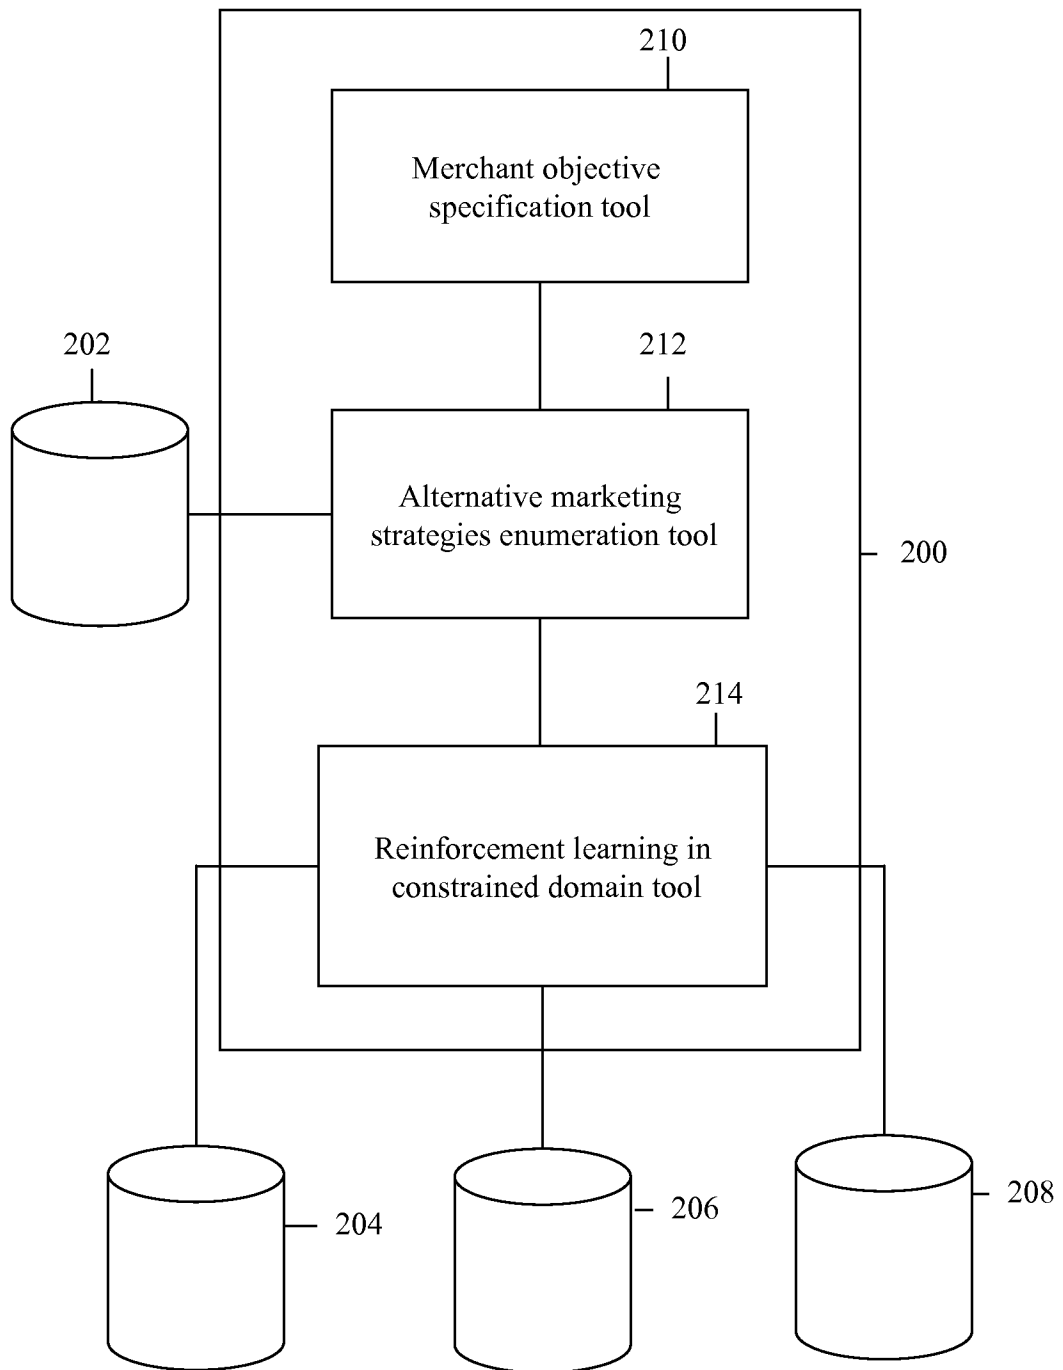 210
Merchant objective
specification tool
202
212
Alternative marketing
strategies enumeration tool
200
214
Reinforcement learning in
constrained domain tool
204
206
208